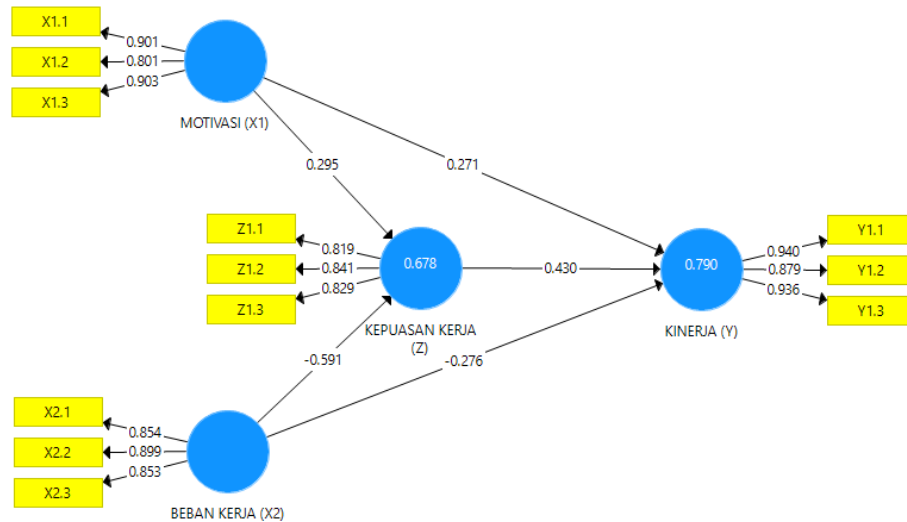 X1.1
0.901
X1.2
0.801
0.903
X1.3
MOTIVASI (X1)
0.295
0.271
Z1.1
0.819
Z1.2
0.841
0.829
Z1.3
0.678
KEPUASAN KERJA
(Z)
0.430
0.790
KINERJA (Y)
0.940
Y1.1
0.879
Y1.2
0.936
Y1.3
-0.591
-0.276
X2.1
0.854
X2.2
0.899
0.853
X2.3
BEBAN KERJA (X2)